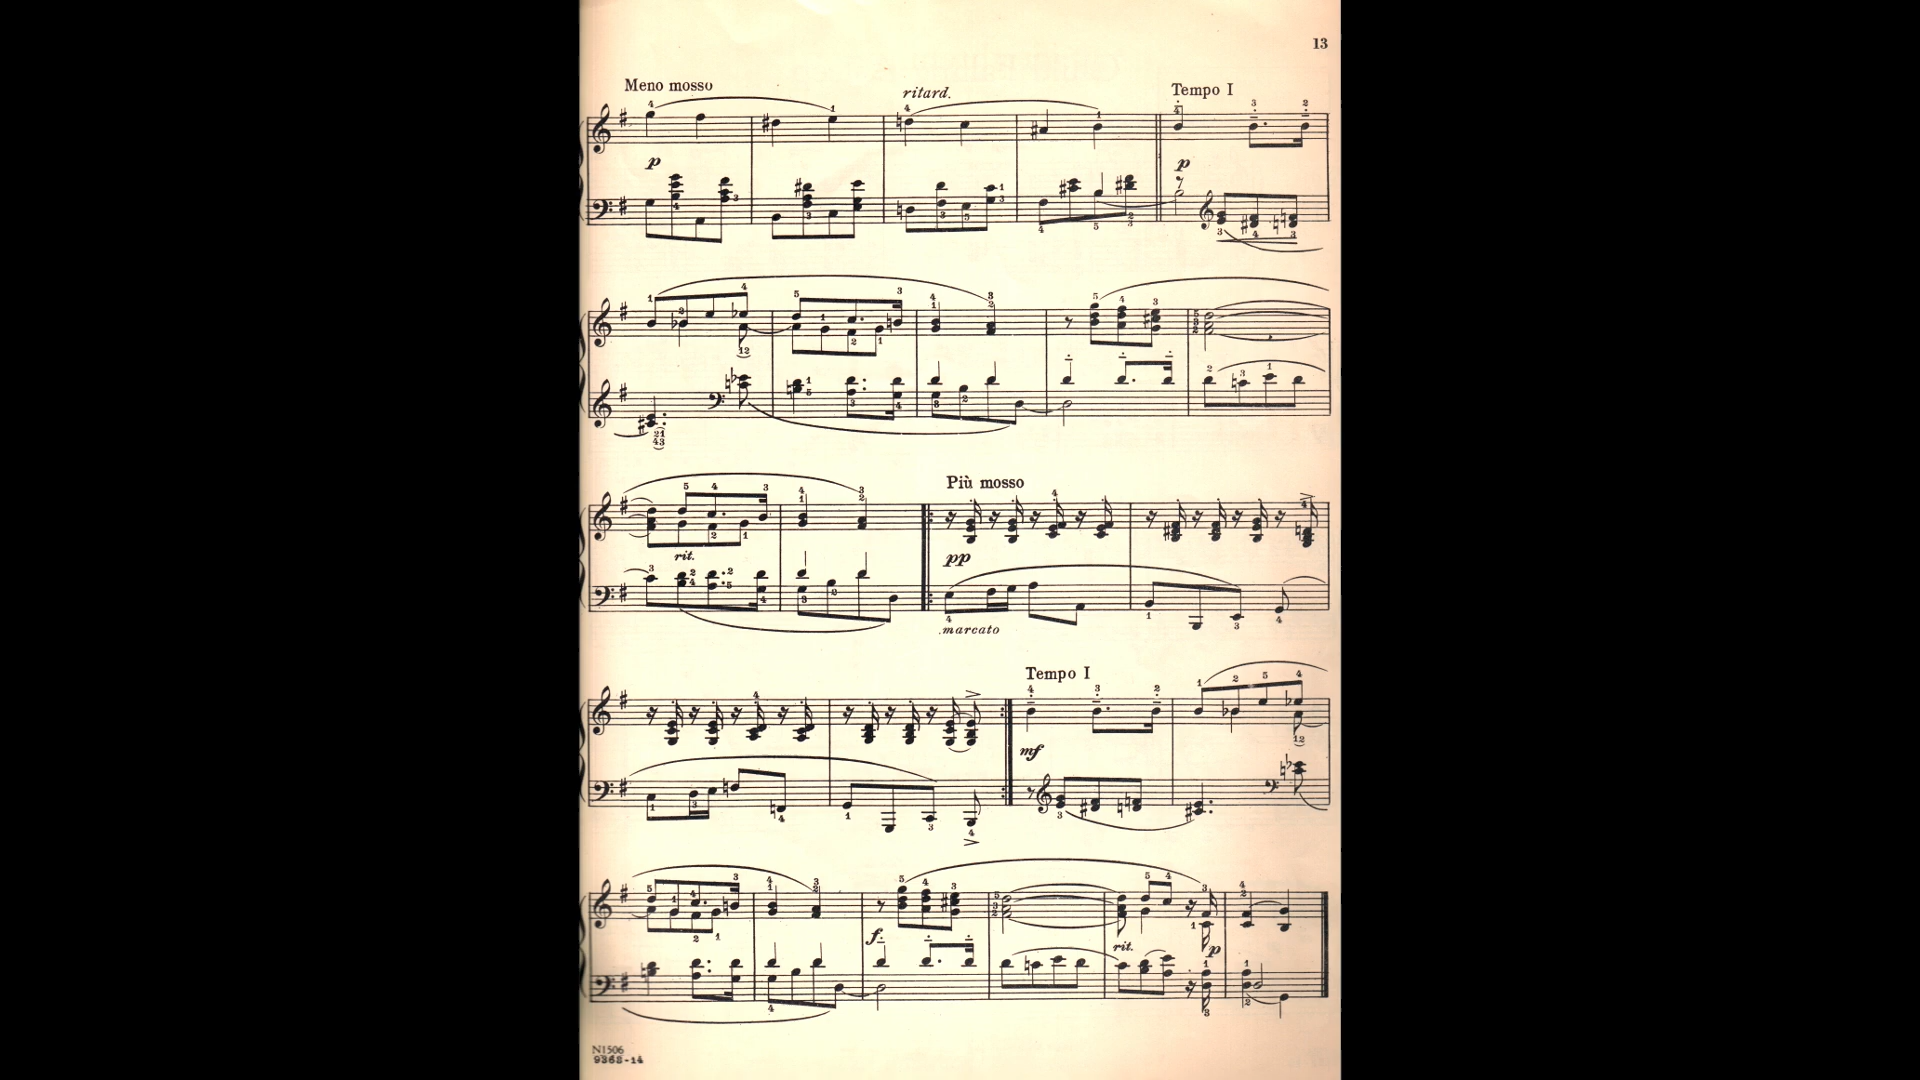 13
Meno mosso
ritard.
Tempo I
p
p
Più mosso
rit.
pp
marcato
Tempo I
mf
f
rit.
p
N1506
9368-14